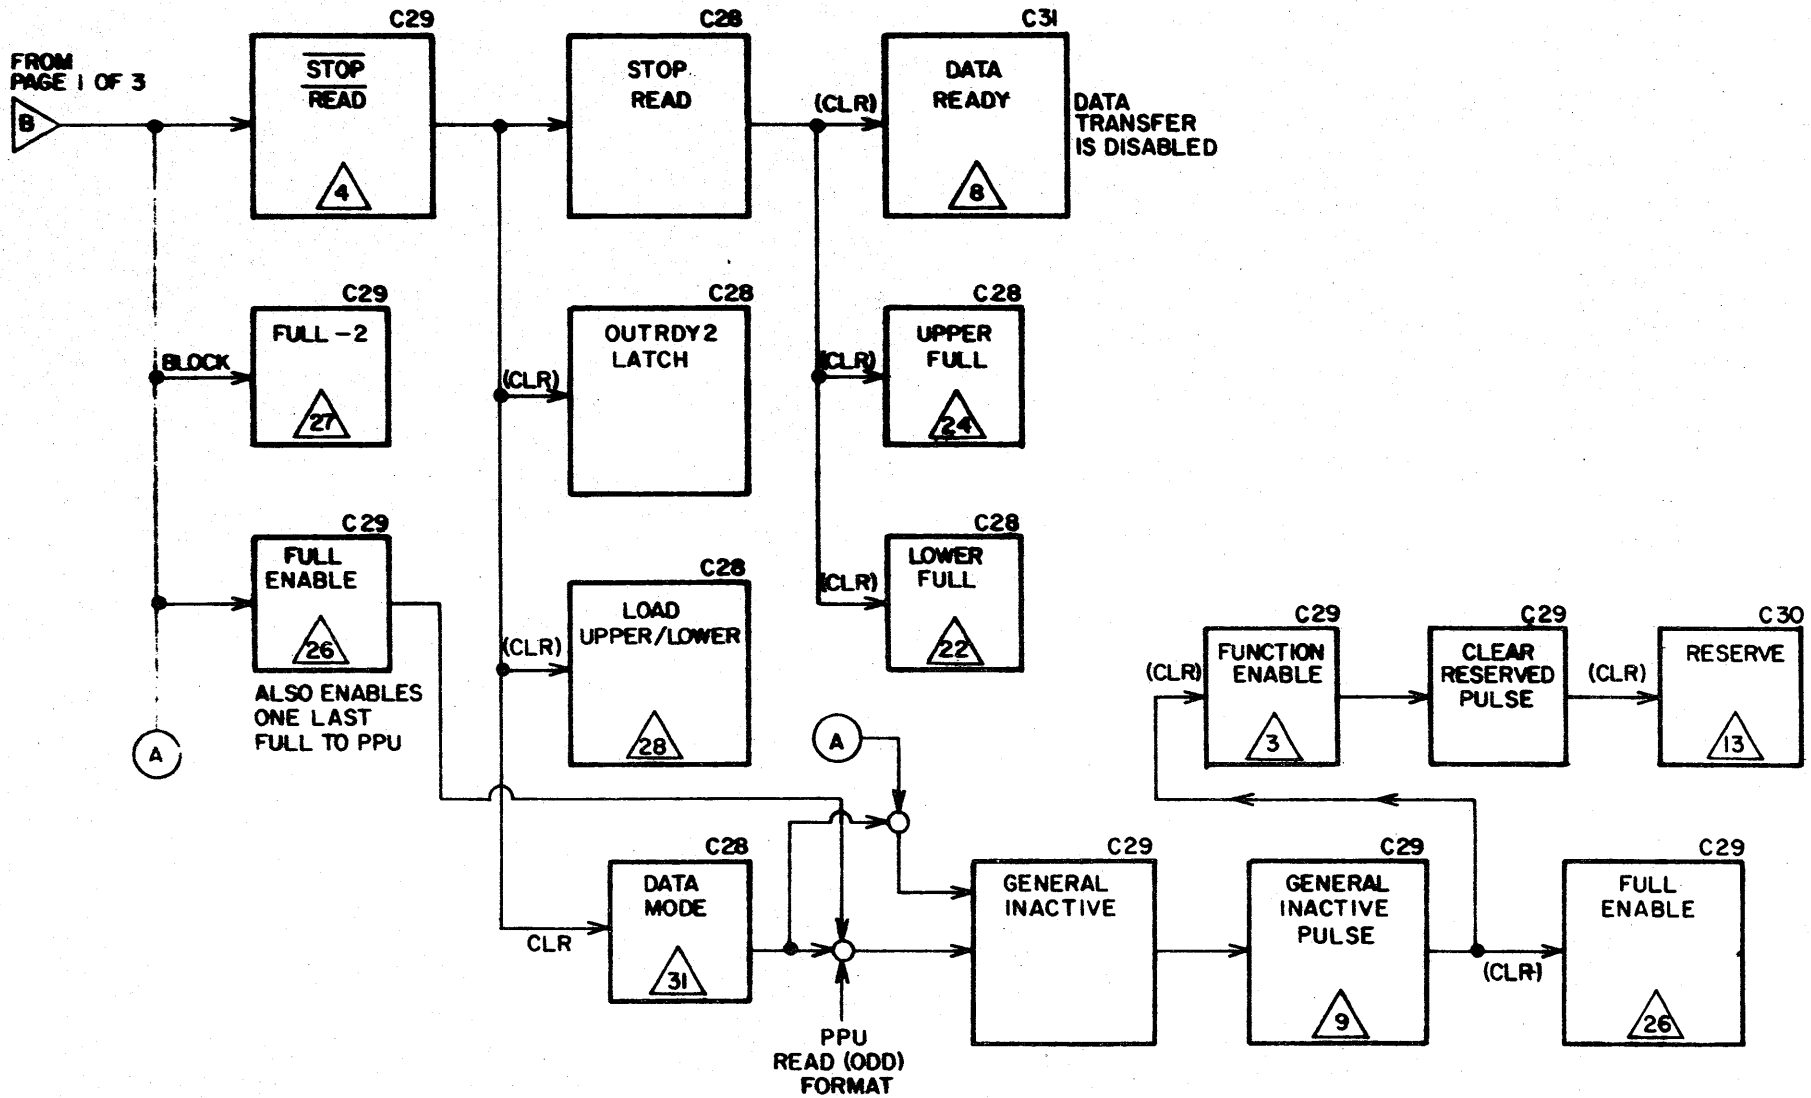 FROM
PAGE 1 OF 3
B
C29
STOP
READ
4
C28
STOP
READ
C31
(CLR)
DATA
READY
8
DATA
TRANSFER
IS DISABLED
C29
BLOCK
FULL-2
27
C28
(CLR)
OUTRDY2
LATCH
C28
(CLR)
UPPER
FULL
24
C29
FULL
ENABLE
26
ALSO ENABLES
ONE LAST
FULL TO PPU
A
C28
(CLR)
LOAD
UPPER/LOWER
28
C28
(CLR)
LOWER
FULL
22
C29
(CLR)
FUNCTION
ENABLE
3
C29
CLEAR
RESERVED
PULSE
C30
(CLR)
RESERVE
13
A
C28
CLR
DATA
MODE
31
PPU
READ (ODD)
FORMAT
C29
GENERAL
INACTIVE
C29
GENERAL
INACTIVE
PULSE
9
C29
(CLR)
FULL
ENABLE
26